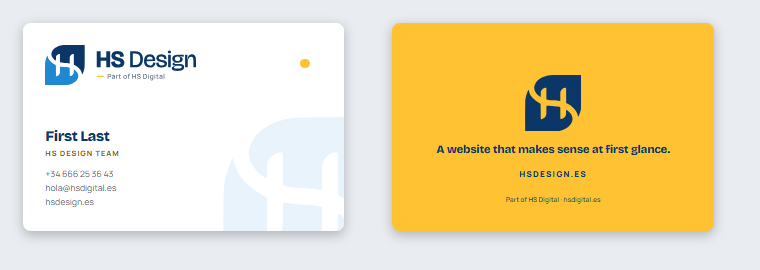 HS Design
Part of HS Digital
First Last
HS DESIGN TEAM
+34 666 25 36 43
hola@hsdigital.es
hsdesign.es
A website that makes sense at first glance.
HSDESIGN.ES
Part of HS Digital · hsdigital.es